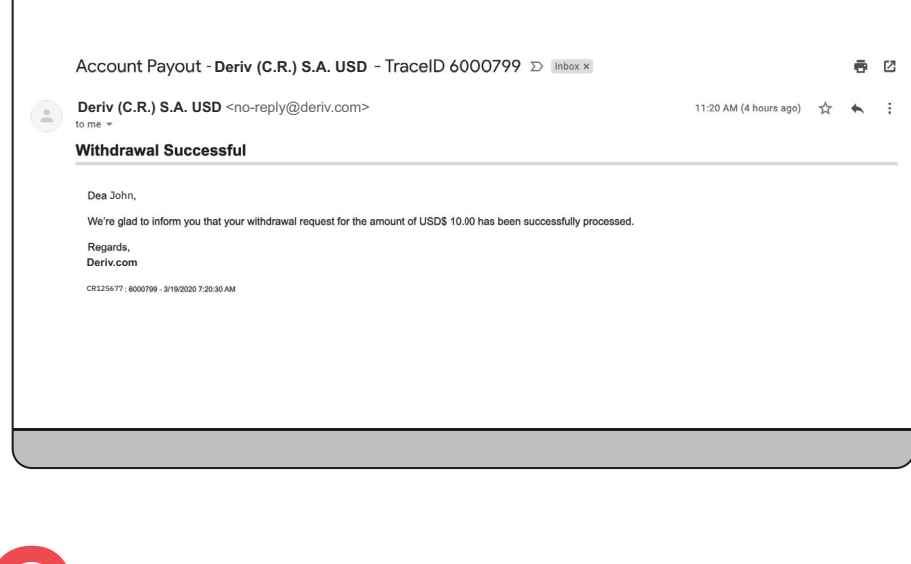 Account Payout - Deriv (C.R.) S.A. USD - TraceID 6000799 Inbox ×
Deriv (C.R.) S.A. USD <no-reply@deriv.com> 11:20 AM (4 hours ago)
to me
Withdrawal Successful
Dea John,
We're glad to inform you that your withdrawal request for the amount of USD$ 10.00 has been successfully processed.
Regards,
Deriv.com
CR125677 : 6000799 - 3/19/2020 7:20:30 AM